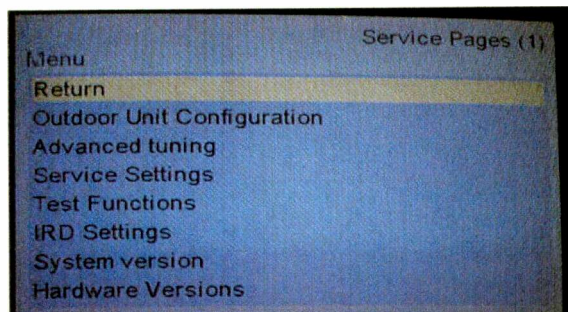 Service Pages (1)
Menu
Return
Outdoor Unit Configuration
Advanced tuning
Service Settings
Test Functions
IRD Settings
System version
Hardware Versions